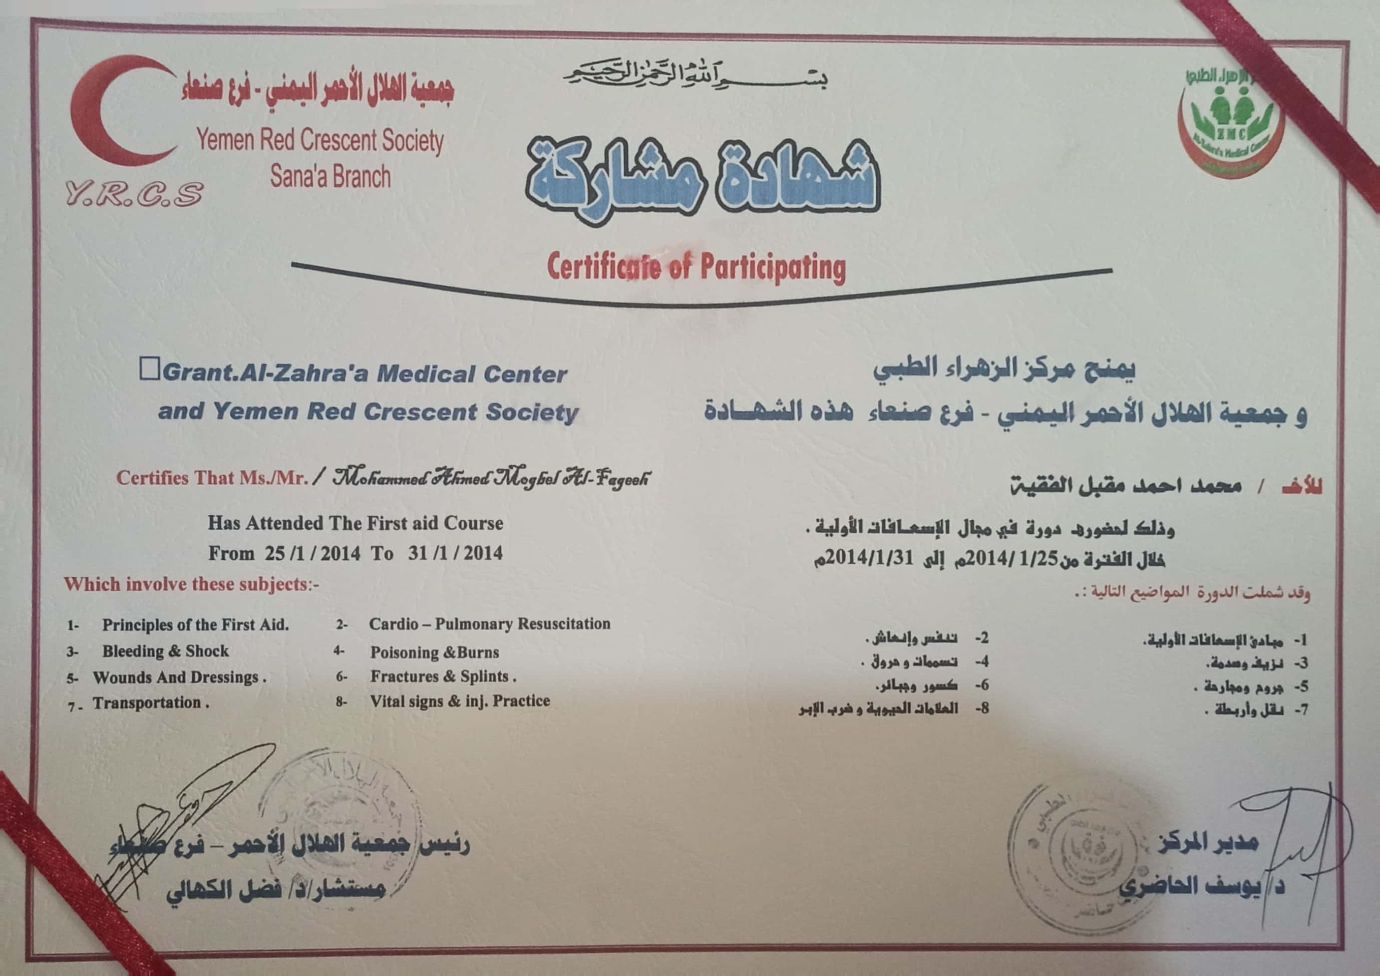 بسم الله الرحمن الرحيم
جمعية الهلال الأحمر اليمني - فرع صنعاء
Yemen Red Crescent Society
Sana'a Branch
Y.R.C.S
الزهراء الطبي
ZMC
Al-Zahra'a Medical Center
شهادة مشاركة
Certificate of Participating
Grant.Al-Zahra'a Medical Center
and Yemen Red Crescent Society
يمنح مركز الزهراء الطبي
و جمعية الهلال الأحمر اليمني - فرع صنعاء هذه الشهادة
Certifies That Ms./Mr. / Mohammed Ahmed Mogbel Al-Fageeh
للأخ / محمد احمد مقبل الفقية
Has Attended The First aid Course
From 25 /1 / 2014 To 31 /1 / 2014
وذلك لحضوره دورة في مجال الإسعافات الأولية .
خلال الفترة من 2014/ 1/25م إلى 2014/1/31م
Which involve these subjects:-
وقد شملت الدورة المواضيع التالية :.
1- Principles of the First Aid.
2- Cardio – Pulmonary Resuscitation
3- Bleeding & Shock
4- Poisoning &Burns
5- Wounds And Dressings .
6- Fractures & Splints .
7- Transportation .
8- Vital signs & inj. Practice
1- مبادئ الإسعافات الأولية.
2- تنفس وإنعاش .
3- نزيف وصدمة.
4- تسممات و حروق .
5- جروح ومجارحة .
6- كسور وجبائر.
7- نقل وأربطة .
8- العلامات الحيوية و ضرب الإبر
رئيس جمعية الهلال الأحمر – فرع صنعاء
مستشار/د/ فضل الكهالي
مدير المركز
د/ يوسف الحاضري